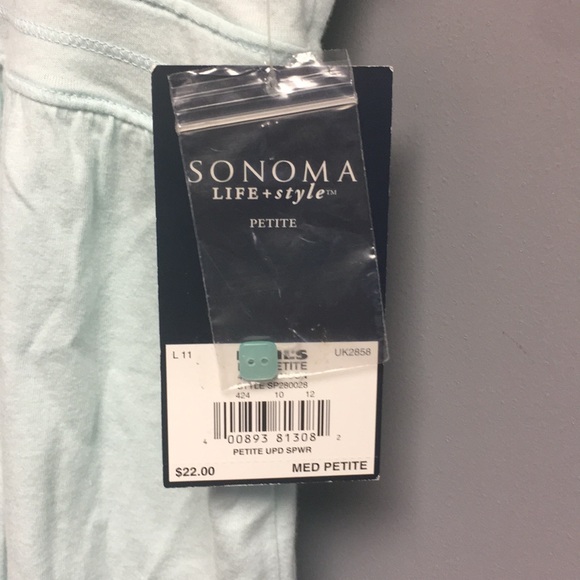 SONOMA
LIFE+style™
PETITE
L 11
UK2858
PETITE
STYLE SP280028
424 10 12
4 00893 81308 2
PETITE UPD SPWR
$22.00 MED PETITE